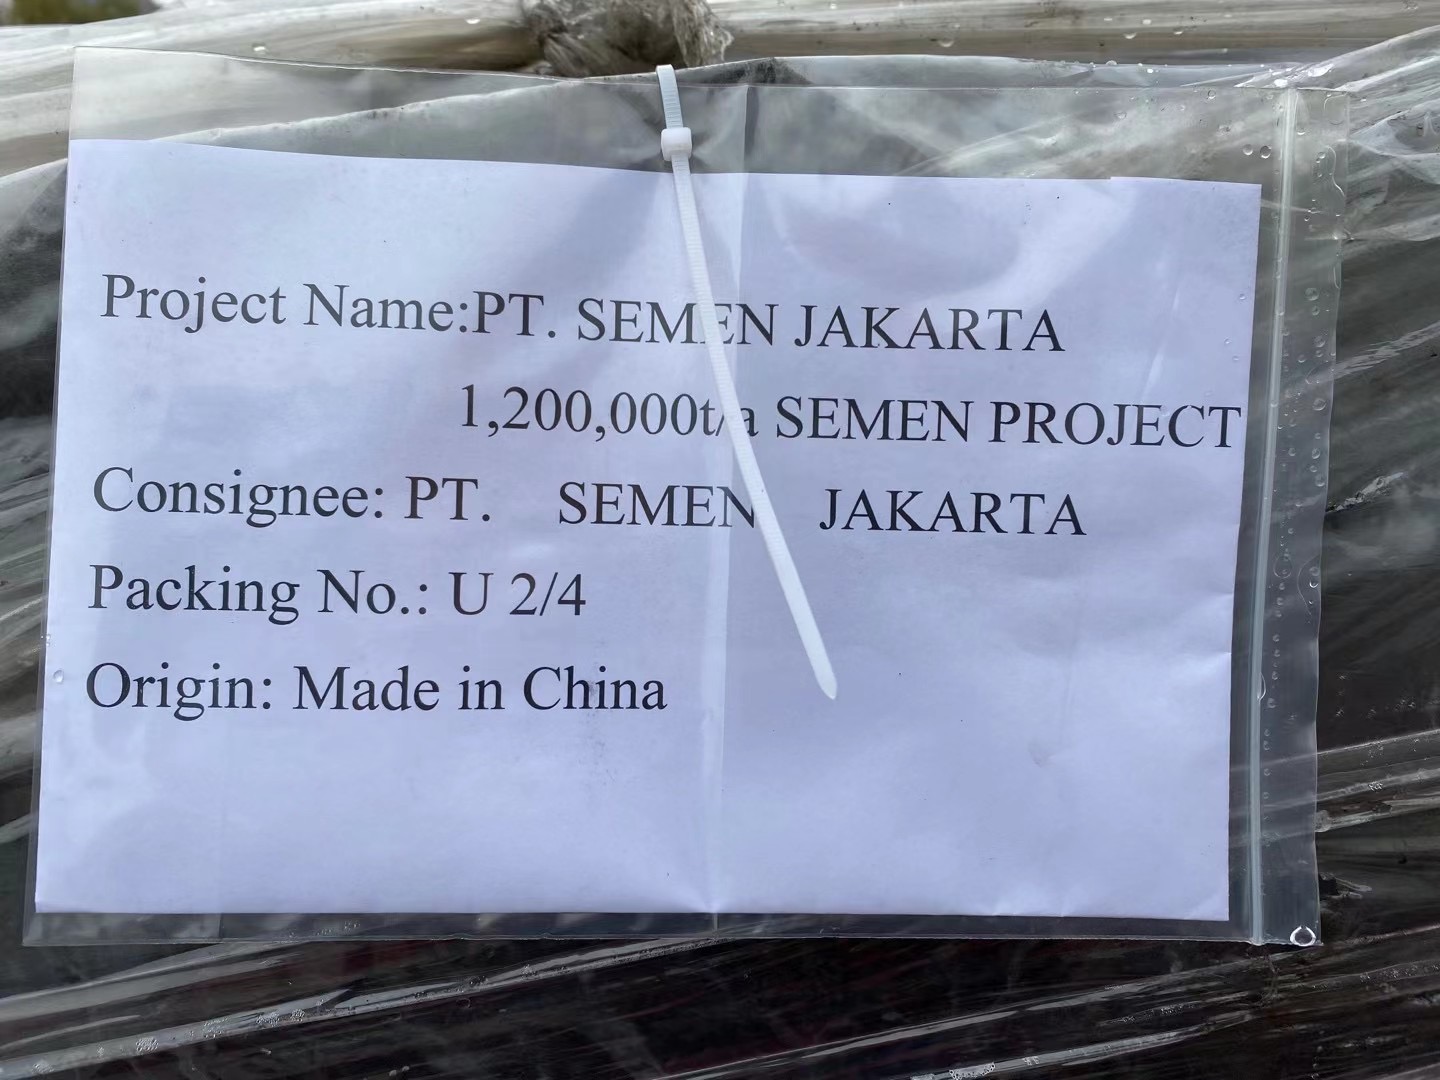 Project Name:PT. SEMEN JAKARTA
1,200,000t/a SEMEN PROJECT
Consignee: PT. SEMEN JAKARTA
Packing No.: U 2/4
Origin: Made in China